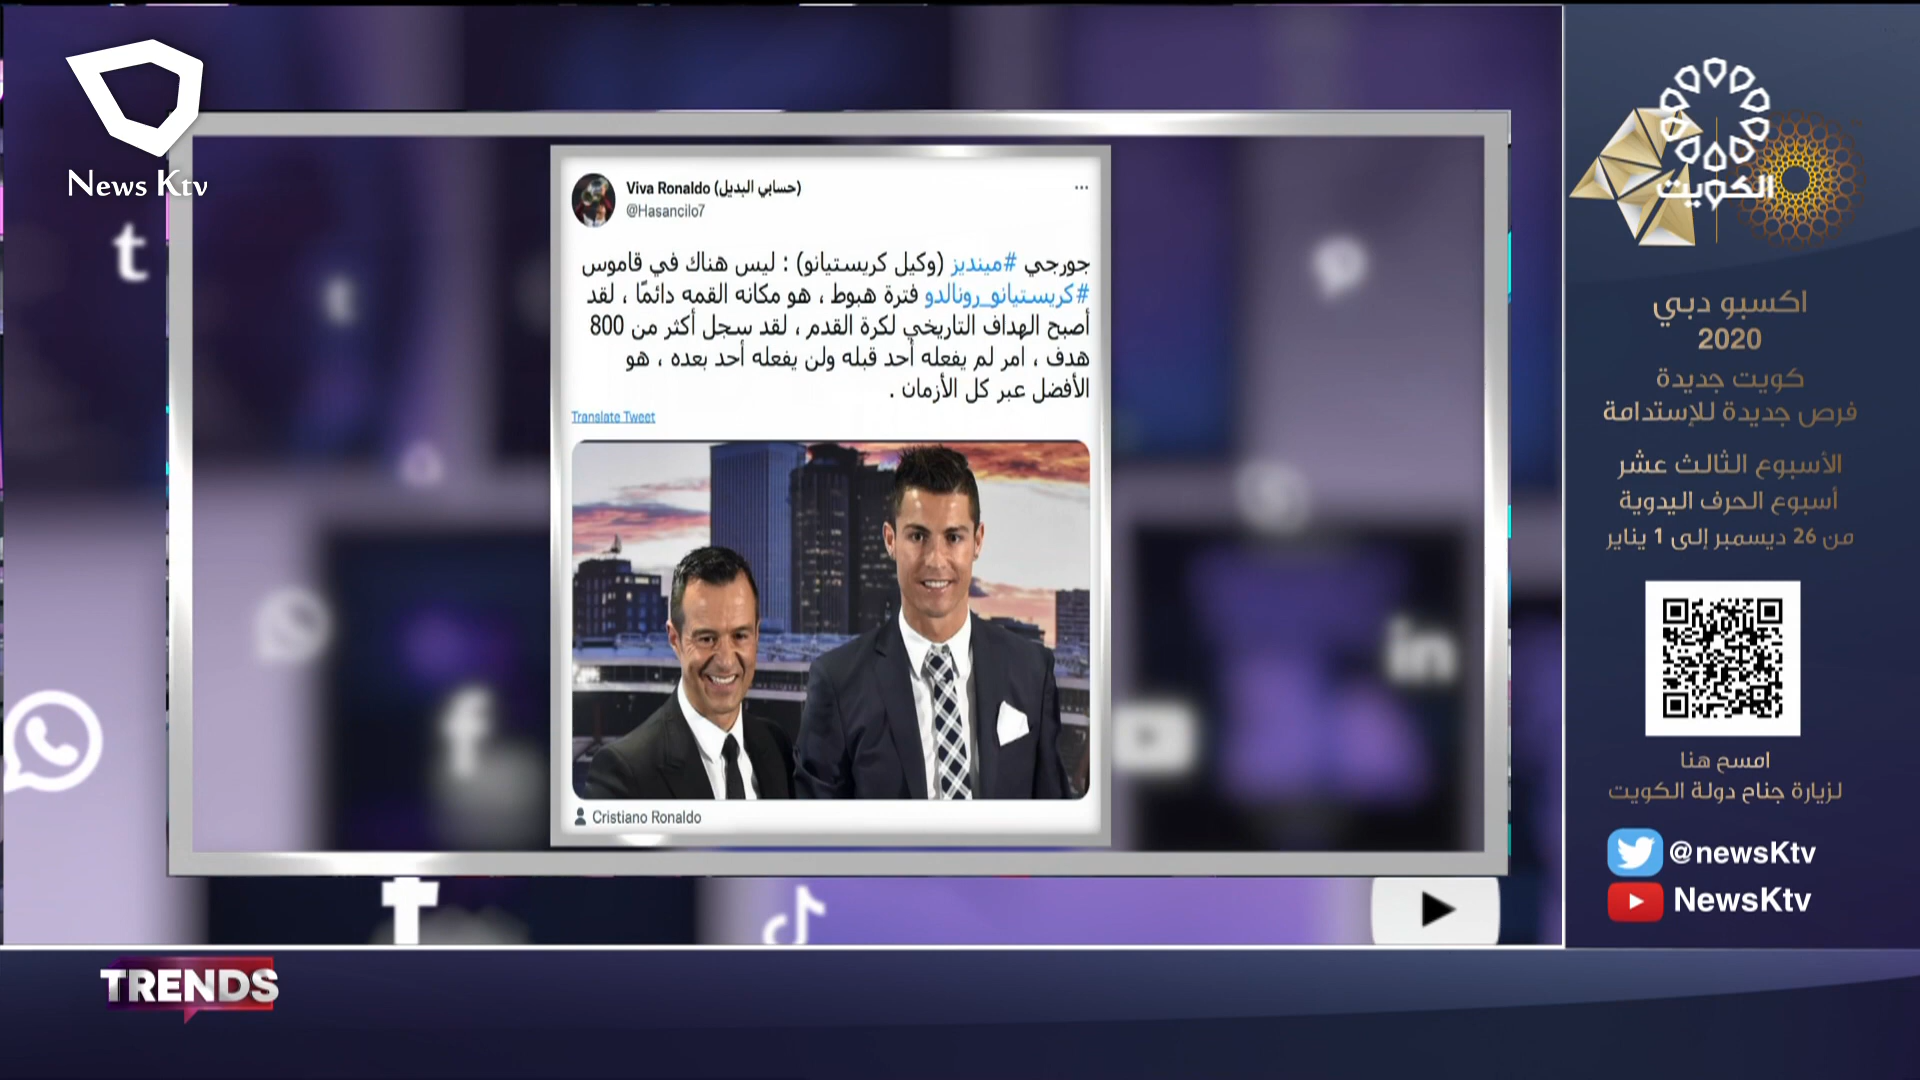 News Ktv
Viva Ronaldo (حسابي البديل)
@Hasancilo7
جورجي #مينديز (وكيل كريستيانو) : ليس هناك في قاموس
#كريستيانو_رونالدو فترة هبوط ، هو مكانه القمه دائمًا ، لقد
أصبح الهداف التاريخي لكرة القدم ، لقد سجل أكثر من 800
هدف ، امر لم يفعله أحد قبله ولن يفعله أحد بعده ، هو
الأفضل عبر كل الأزمان .
Translate Tweet
Cristiano Ronaldo
الكويت
اكسبو دبي
2020
كويت جديدة
فرص جديدة للإستدامة
الأسبوع الثالث عشر
أسبوع الحرف اليدوية
من 26 ديسمبر إلى 1 يناير
امسح هنا
لزيارة جناح دولة الكويت
@newsKtv
NewsKtv
TRENDS